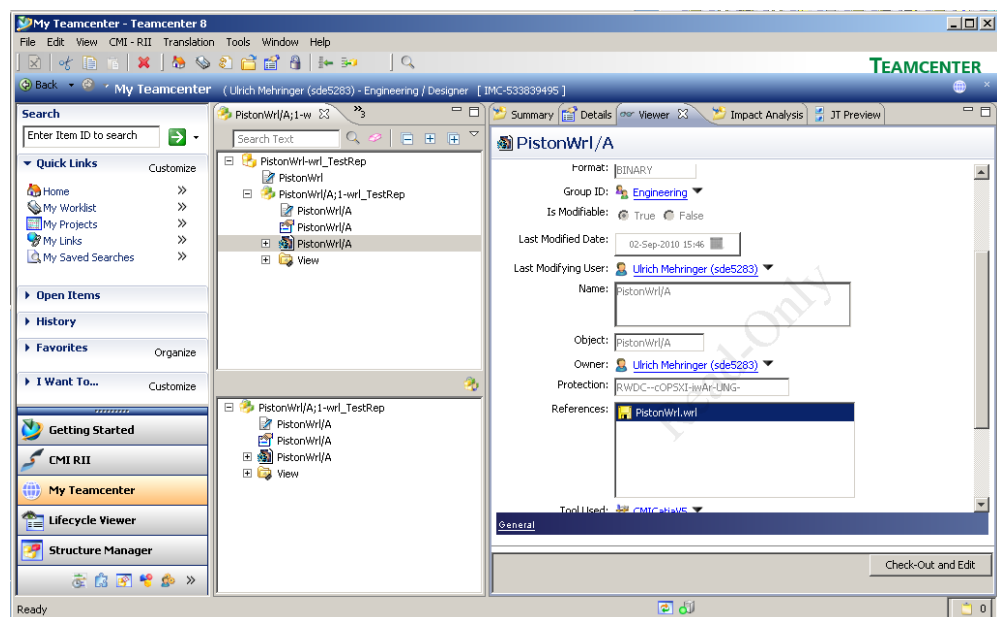 My Teamcenter - Teamcenter 8
File Edit View CMI - RII Translation Tools Window Help
TEAMCENTER
Back My Teamcenter ( Ulrich Mehringer (sde5283) - Engineering / Designer [ IMC-533839495 ]
Search
Enter Item ID to search
Quick Links Customize
Home
My Worklist
My Projects
My Links
My Saved Searches
Open Items
History
Favorites Organize
I Want To... Customize
Getting Started
CMI RII
My Teamcenter
Lifecycle Viewer
Structure Manager
PistonWrl/A;1-w 3
Search Text
PistonWrl-wrl_TestRep
PistonWrl
PistonWrl/A;1-wrl_TestRep
PistonWrl/A
PistonWrl/A
PistonWrl/A
View
PistonWrl/A;1-wrl_TestRep
PistonWrl/A
PistonWrl/A
PistonWrl/A
View
Summary Details Viewer Impact Analysis JT Preview
PistonWrl/A
Format: BINARY
Group ID: Engineering
Is Modifiable: True False
Last Modified Date: 02-Sep-2010 15:46
Last Modifying User: Ulrich Mehringer (sde5283)
Name: PistonWrl/A
Object: PistonWrl/A
Owner: Ulrich Mehringer (sde5283)
Protection: RWDC--cOPSXI-iwAr-UNG-
References: PistonWrl.wrl
Tool Used: CMICatiaV5
Read-Only
General
Check-Out and Edit
Ready
0